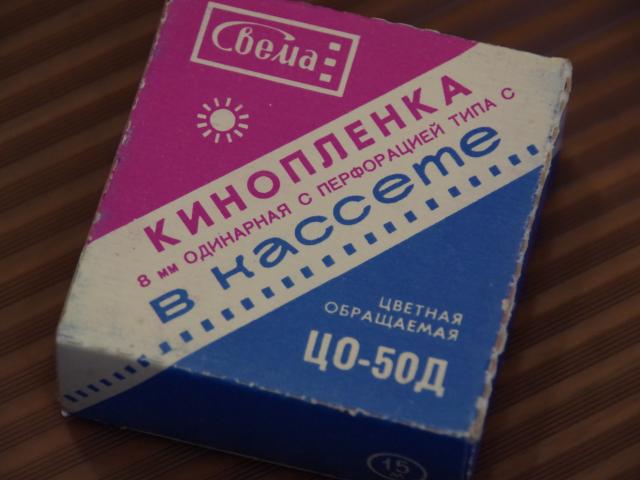 Свема
КИНОПЛЕНКА
8 мм ОДИНАРНАЯ С ПЕРФОРАЦИЕЙ ТИПА С
В кассете
ЦВЕТНАЯ
ОБРАЩАЕМАЯ
ЦО-50Д
15